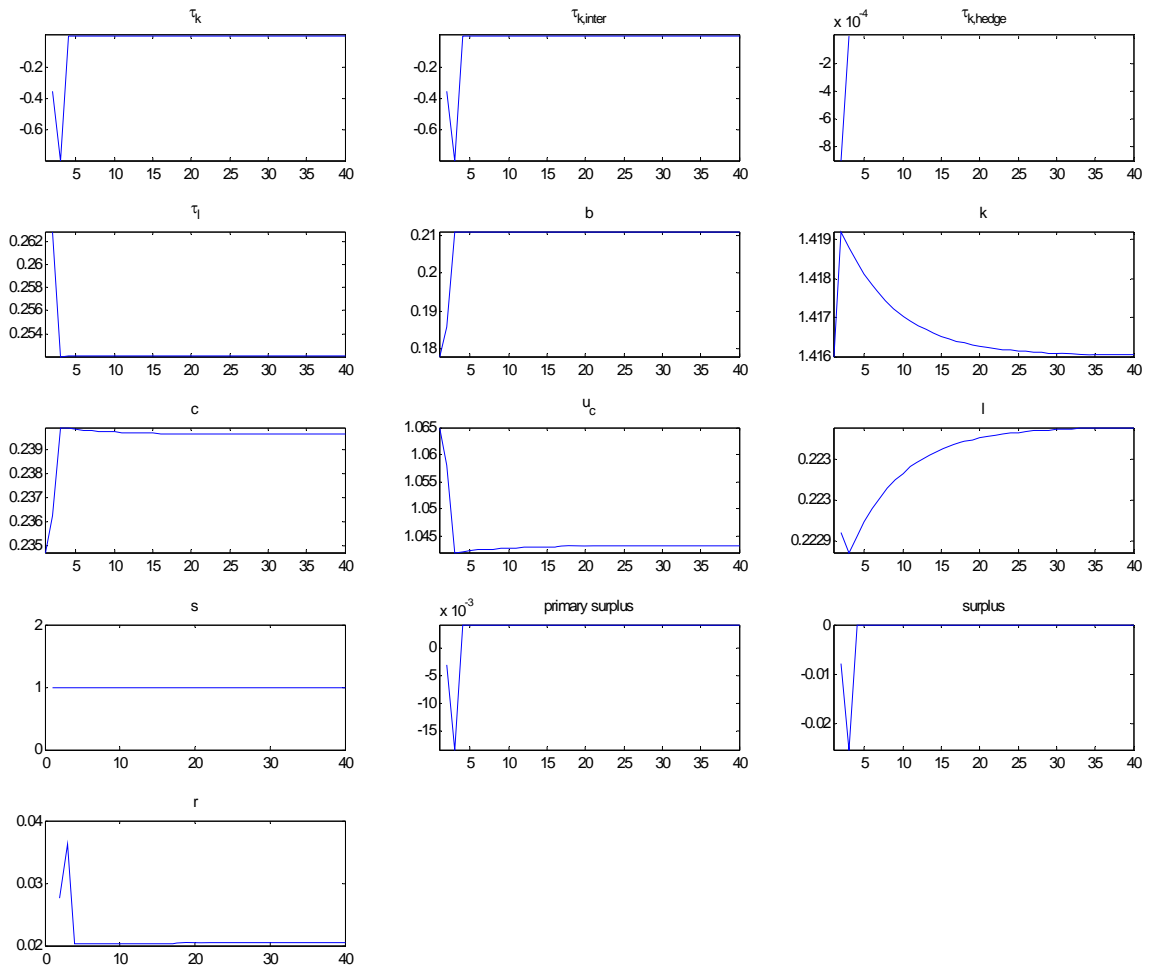 τk τk,inter τk,hedge
x 10^-4
-0.2 -0.2 -2
-0.4 -0.4 -4
-0.6 -0.6 -6
-8
5 10 15 20 25 30 35 40 5 10 15 20 25 30 35 40 5 10 15 20 25 30 35 40
τl b k
0.262 0.21 1.419
0.26 0.2 1.418
0.258
0.256 0.19 1.417
0.254 0.18 1.416
5 10 15 20 25 30 35 40 5 10 15 20 25 30 35 40 5 10 15 20 25 30 35 40
c uc l
0.239 1.065 0.223
0.238 1.06
0.237 1.055 0.223
0.236 1.05
0.235 1.045 0.2229
5 10 15 20 25 30 35 40 5 10 15 20 25 30 35 40 5 10 15 20 25 30 35 40
s primary surplus surplus
x 10^-3
2 0 0
1 -5 -0.01
-10
0 -15 -0.02
0 10 20 30 40 5 10 15 20 25 30 35 40 5 10 15 20 25 30 35 40
r
0.04
0.03
0.02
0 10 20 30 40